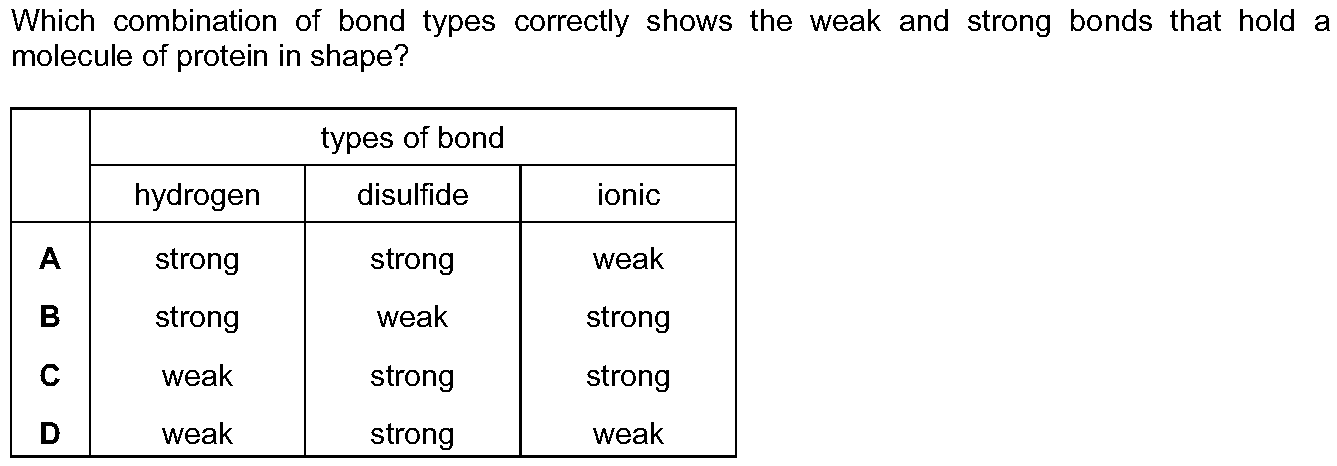 Which combination of bond types correctly shows the weak and strong bonds that hold a
molecule of protein in shape?
types of bond
hydrogen disulfide ionic
A strong strong weak
B strong weak strong
C weak strong strong
D weak strong weak